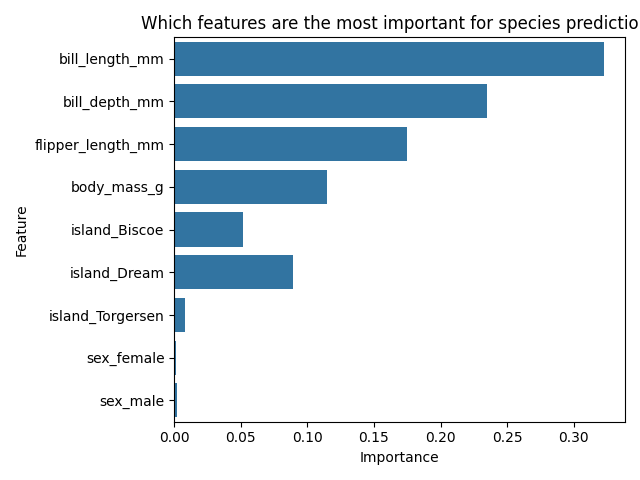 Which features are the most important for species predictio
bill_length_mm
bill_depth_mm
flipper_length_mm
body_mass_g
island_Biscoe
island_Dream
island_Torgersen
sex_female
sex_male
Feature
0.00 0.05 0.10 0.15 0.20 0.25 0.30
Importance